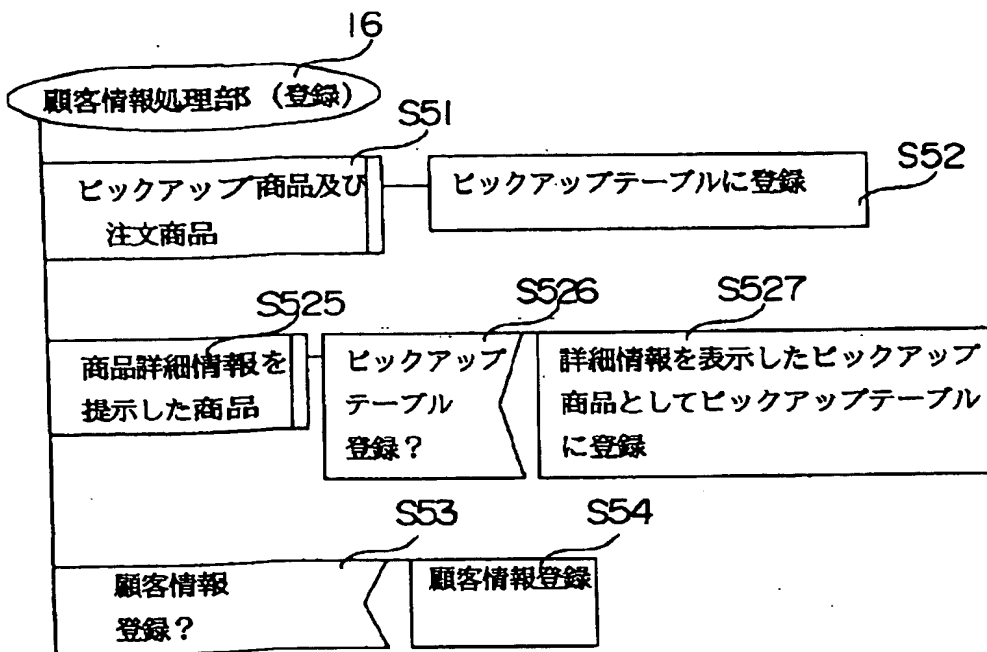 16
顧客情報処理部 (登録)
S51
ピックアップ商品及び
注文商品
S52
ピックアップテーブルに登録
S525
商品詳細情報を
提示した商品
S526
ピックアップ
テーブル
登録?
S527
詳細情報を表示したピックアップ
商品としてピックアップテーブル
に登録
S53
顧客情報
登録?
S54
顧客情報登録